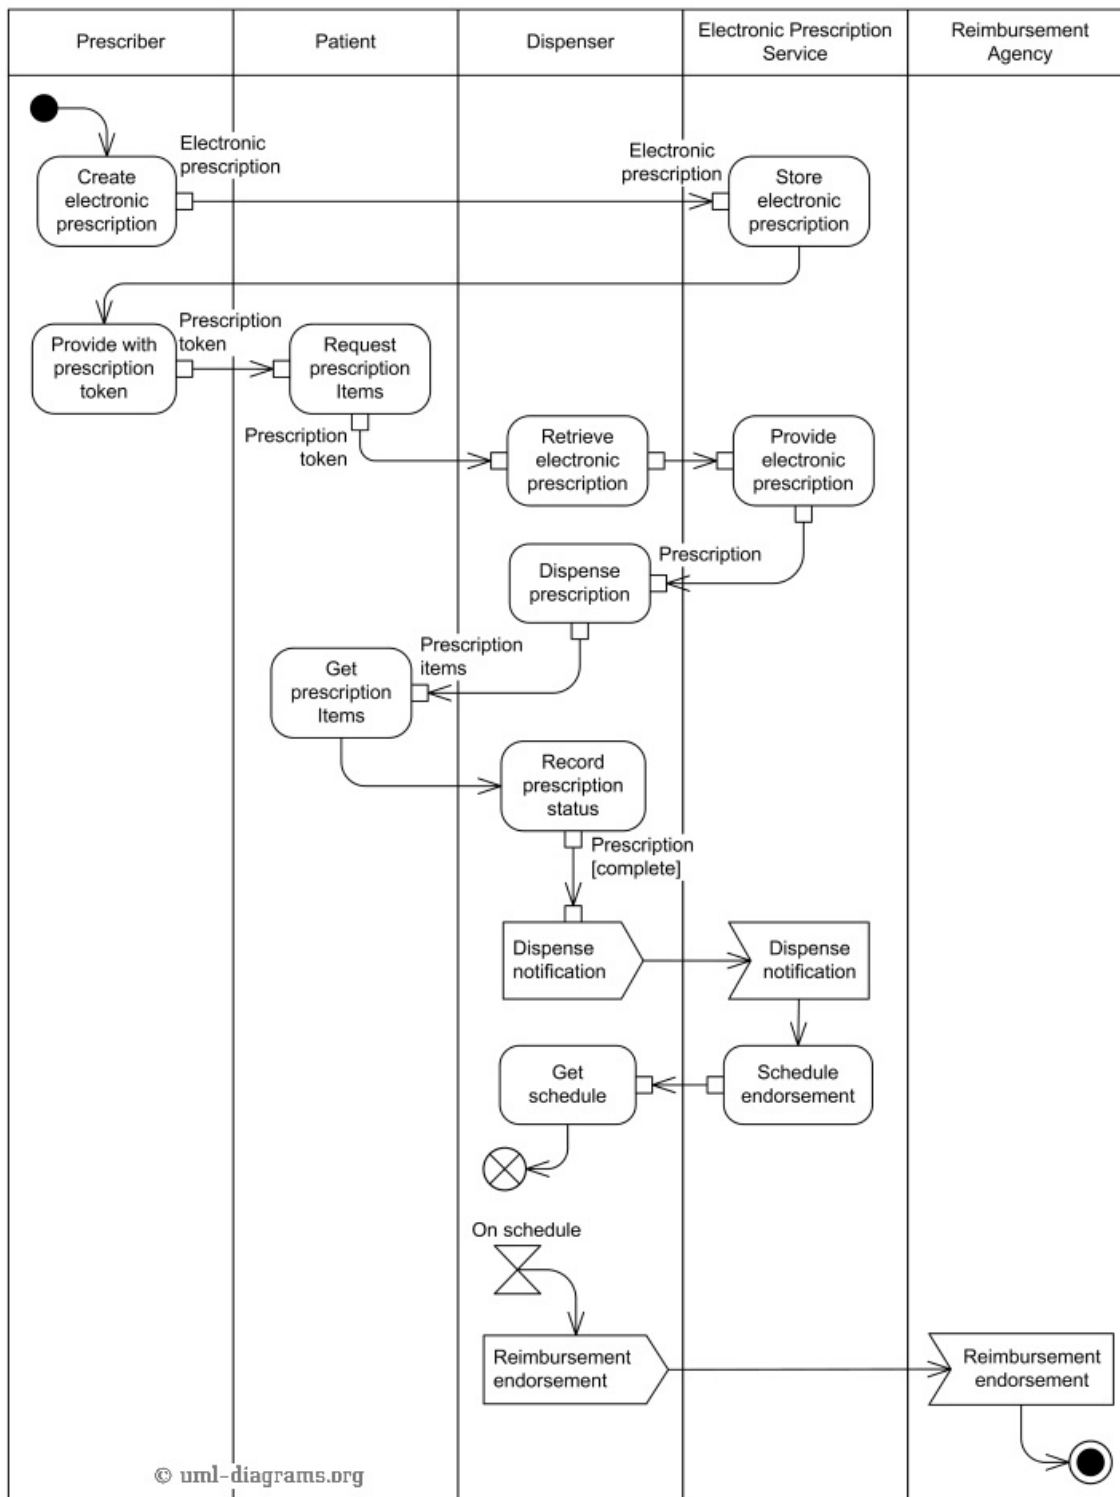 Prescriber
Patient
Dispenser
Electronic Prescription
Service
Reimbursement
Agency
Electronic
prescription
Electronic
prescription
Create
electronic
prescription
Store
electronic
prescription
Prescription
token
Provide with
prescription
token
Request
prescription
Items
Prescription
token
Retrieve
electronic
prescription
Provide
electronic
prescription
Prescription
Dispense
prescription
Prescription
items
Get
prescription
Items
Record
prescription
status
Prescription
[complete]
Dispense
notification
Dispense
notification
Get
schedule
Schedule
endorsement
On schedule
Reimbursement
endorsement
Reimbursement
endorsement
© uml-diagrams.org